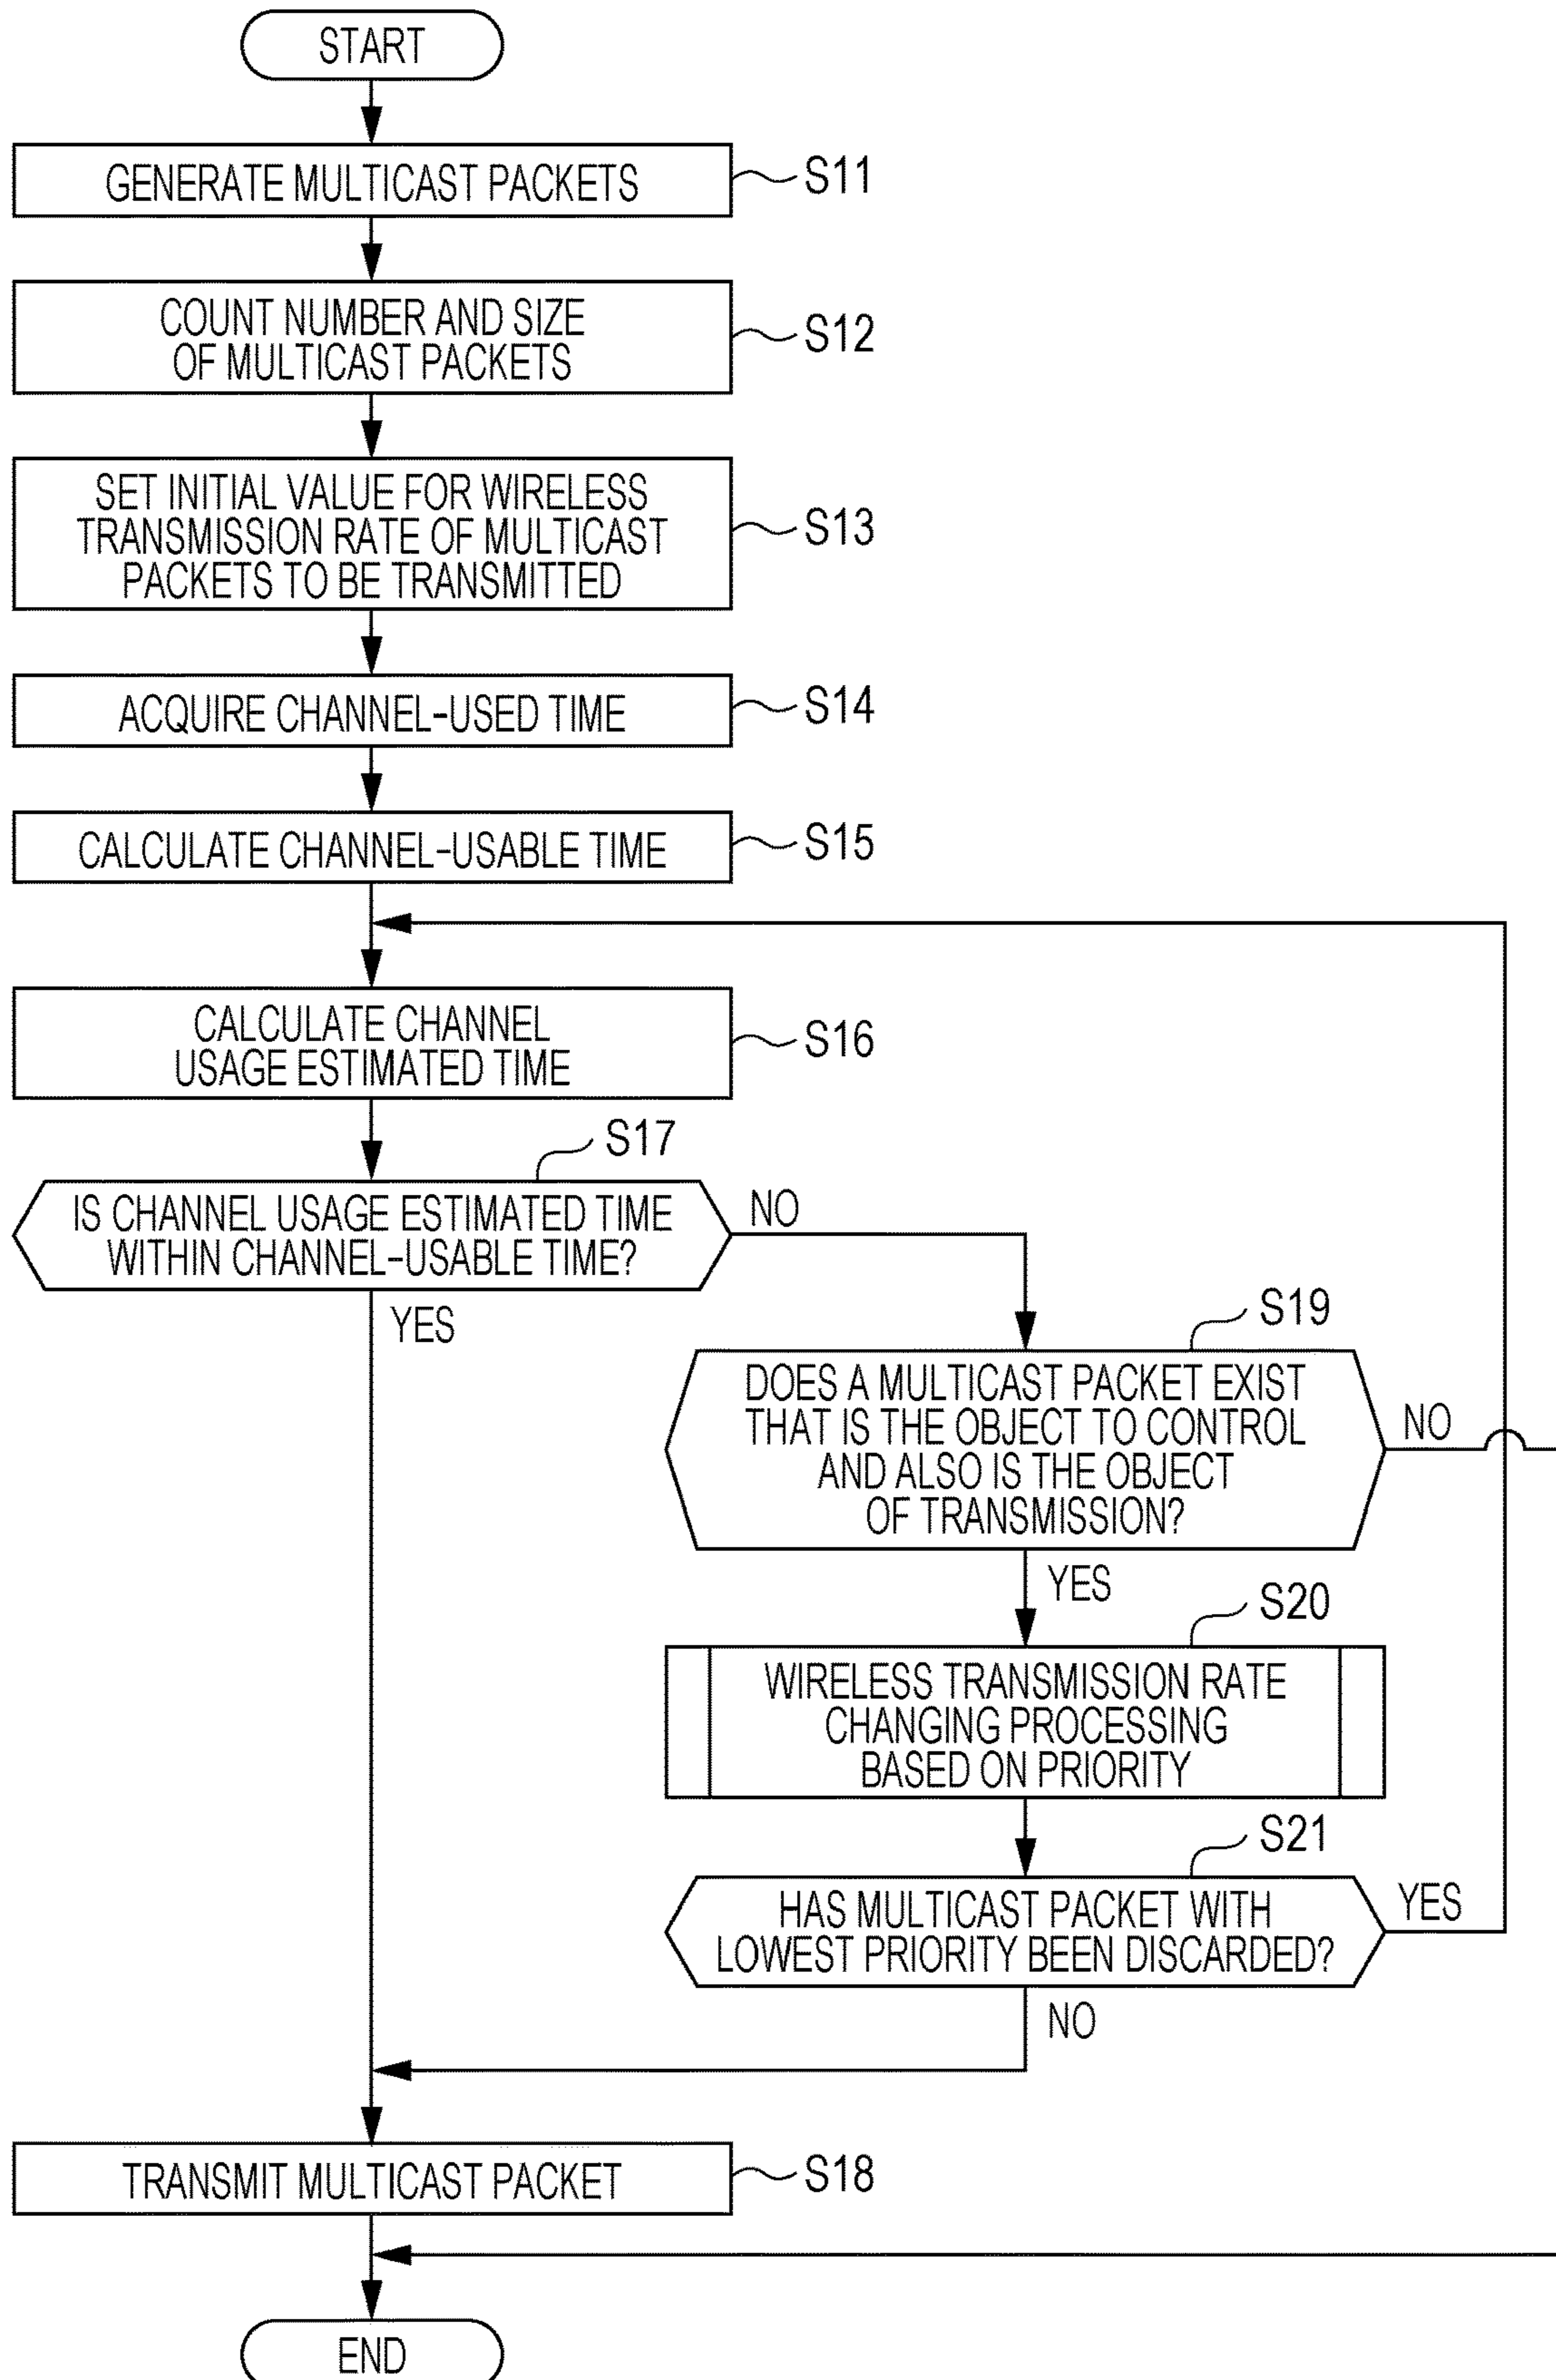 START
GENERATE MULTICAST PACKETS
S11
COUNT NUMBER AND SIZE
OF MULTICAST PACKETS
S12
SET INITIAL VALUE FOR WIRELESS
TRANSMISSION RATE OF MULTICAST
PACKETS TO BE TRANSMITTED
S13
ACQUIRE CHANNEL-USED TIME
S14
CALCULATE CHANNEL-USABLE TIME
S15
CALCULATE CHANNEL
USAGE ESTIMATED TIME
S16
S17
IS CHANNEL USAGE ESTIMATED TIME
WITHIN CHANNEL-USABLE TIME?
NO
YES
S19
DOES A MULTICAST PACKET EXIST
THAT IS THE OBJECT TO CONTROL
AND ALSO IS THE OBJECT
OF TRANSMISSION?
NO
YES
S20
WIRELESS TRANSMISSION RATE
CHANGING PROCESSING
BASED ON PRIORITY
S21
HAS MULTICAST PACKET WITH
LOWEST PRIORITY BEEN DISCARDED?
YES
NO
TRANSMIT MULTICAST PACKET
S18
END